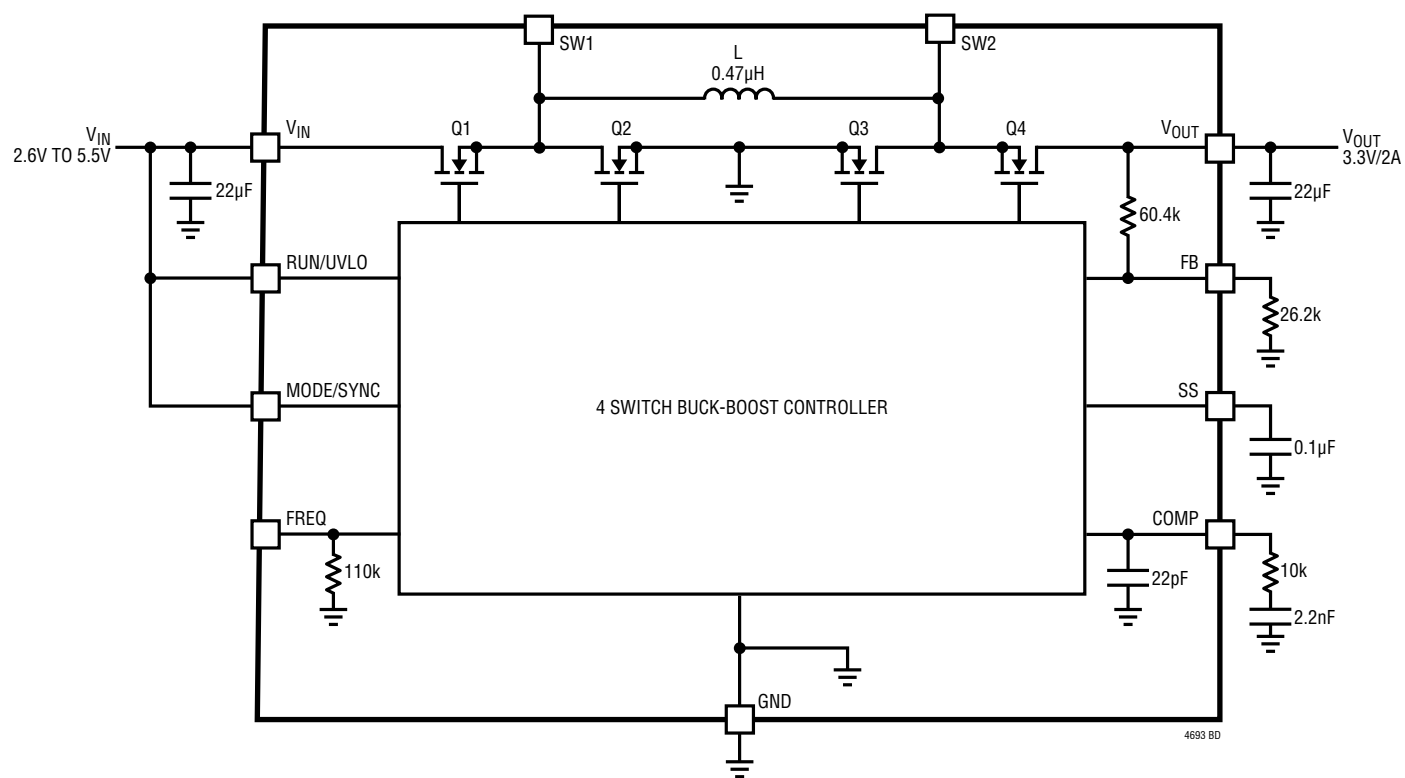 SW1
SW2
L
0.47µH
V_IN
2.6V TO 5.5V
V_IN
Q1
Q2
Q3
Q4
V_OUT
V_OUT
3.3V/2A
22µF
60.4k
22µF
RUN/UVLO
FB
26.2k
MODE/SYNC
4 SWITCH BUCK-BOOST CONTROLLER
SS
0.1µF
FREQ
110k
COMP
22pF
10k
2.2nF
GND
4693 BD